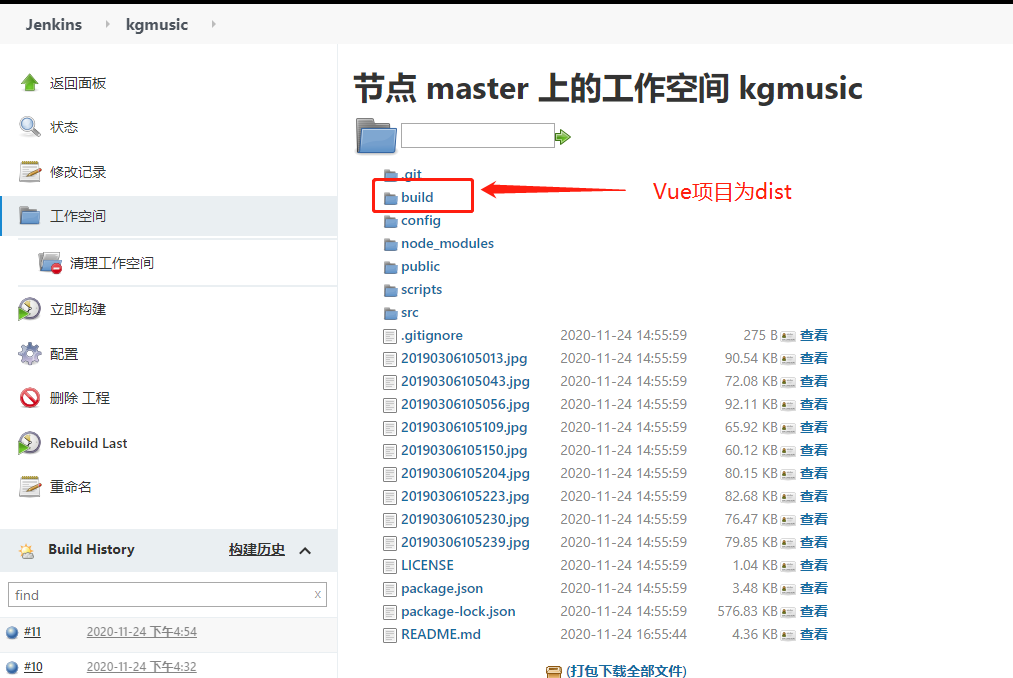 Jenkins kgmusic
返回面板
状态
修改记录
工作空间
清理工作空间
立即构建
配置
删除 工程
Rebuild Last
重命名
Build History 构建历史
find x
#11 2020-11-24 下午4:54
#10 2020-11-24 下午4:32
节点 master 上的工作空间 kgmusic
.git
build
Vue项目为dist
config
node_modules
public
scripts
src
.gitignore 2020-11-24 14:55:59 275 B 查看
20190306105013.jpg 2020-11-24 14:55:59 90.54 KB 查看
20190306105043.jpg 2020-11-24 14:55:59 72.08 KB 查看
20190306105056.jpg 2020-11-24 14:55:59 92.11 KB 查看
20190306105109.jpg 2020-11-24 14:55:59 65.92 KB 查看
20190306105150.jpg 2020-11-24 14:55:59 60.12 KB 查看
20190306105204.jpg 2020-11-24 14:55:59 80.15 KB 查看
20190306105223.jpg 2020-11-24 14:55:59 82.68 KB 查看
20190306105230.jpg 2020-11-24 14:55:59 76.47 KB 查看
20190306105239.jpg 2020-11-24 14:55:59 79.85 KB 查看
LICENSE 2020-11-24 14:55:59 1.04 KB 查看
package.json 2020-11-24 14:55:59 3.48 KB 查看
package-lock.json 2020-11-24 14:55:59 576.83 KB 查看
README.md 2020-11-24 16:55:44 4.36 KB 查看
(打包下载全部文件)